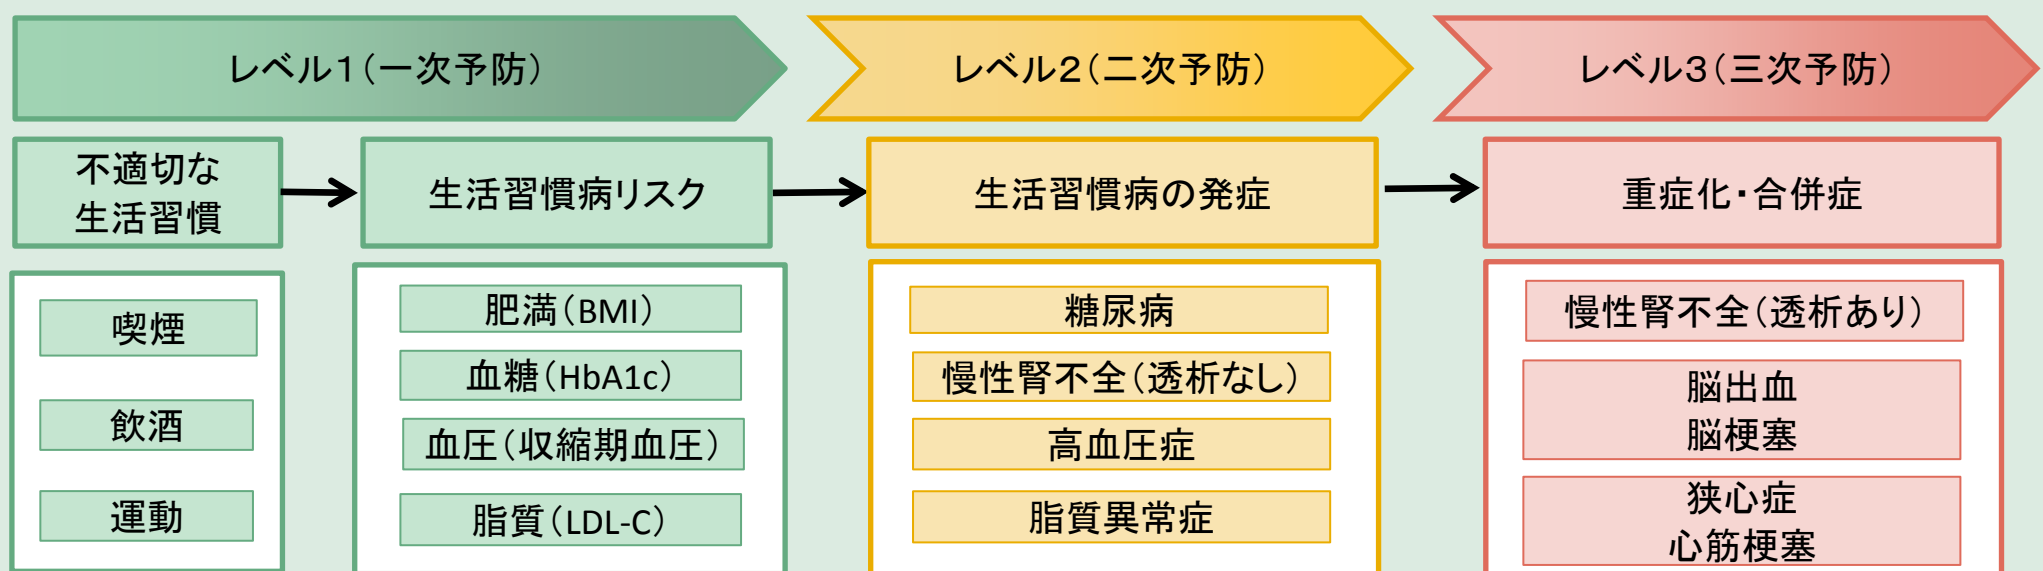 レベル1(一次予防)
レベル2(二次予防)
レベル3(三次予防)
不適切な
生活習慣
生活習慣病リスク
生活習慣病の発症
重症化・合併症
喫煙
飲酒
運動
肥満(BMI)
血糖(HbA1c)
血圧(収縮期血圧)
脂質(LDL-C)
糖尿病
慢性腎不全(透析なし)
高血圧症
脂質異常症
慢性腎不全(透析あり)
脳出血
脳梗塞
狭心症
心筋梗塞